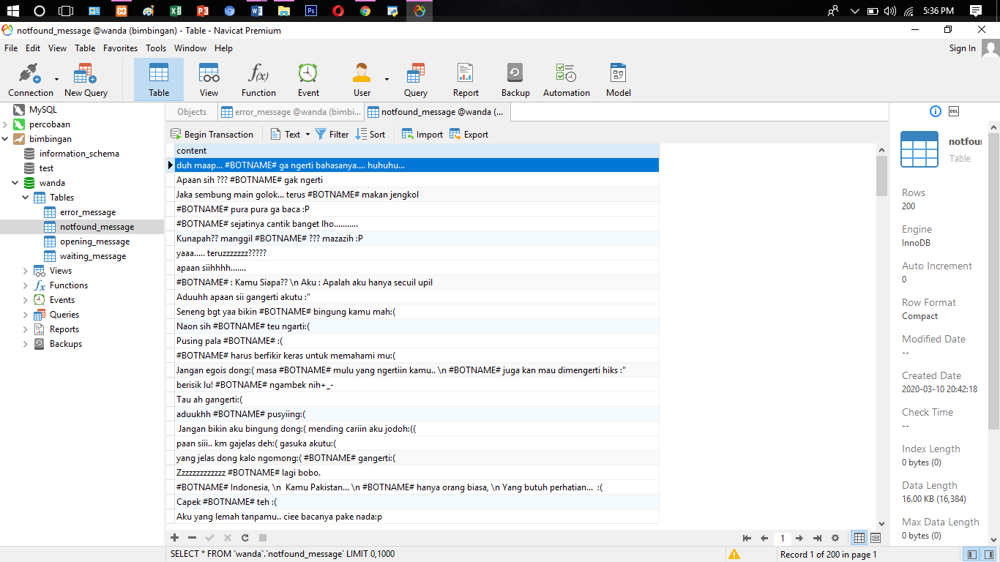 5:36 PM
notfound_message @wanda (bimbingan) - Table - Navicat Premium
File Edit View Table Favorites Tools Window Help Sign In
Connection New Query Table View Function Event User Query Report Backup Automation Model
MySQL
percobaan
bimbingan
information_schema
test
wanda
Tables
error_message
notfound_message
opening_message
waiting_message
Views
Functions
Events
Queries
Reports
Backups
Objects error_message @wanda (bimbi... notfound_message @wanda (...
Begin Transaction Text Filter Sort Import Export
content
duh maap... #BOTNAME# ga ngerti bahasanya.... huhuhu...
Apaan sih ??? #BOTNAME# gak ngerti
Jaka sembung main golok... terus #BOTNAME# makan jengkol
#BOTNAME# pura pura ga baca :P
#BOTNAME# sejatinya cantik banget lho...........
Kunapah?? manggil #BOTNAME# ??? mazazih :P
yaaa..... teruzzzzzzz?????
apaan siihhhh.......
#BOTNAME# : Kamu Siapa?? \n Aku : Apalah aku hanya secuil upil
Aduuhh apaan sii gangerti akutu :"
Seneng bgt yaa bikin #BOTNAME# bingung kamu mah:(
Naon sih #BOTNAME# teu ngarti:(
Pusing pala #BOTNAME# :(
#BOTNAME# harus berfikir keras untuk memahami mu:(
Jangan egois dong:( masa #BOTNAME# mulu yang ngertiin kamu.. \n #BOTNAME# juga kan mau dimengerti hiks :"
berisik lu! #BOTNAME# ngambek nih+_-
Tau ah gangerti:(
aduukhh #BOTNAME# pusyiing:(
Jangan bikin aku bingung dong:( mending cariin aku jodoh:((
paan siii.. km gajelas deh:( gasuka akutu:(
yang jelas dong kalo ngomong:( #BOTNAME# gangerti:(
Zzzzzzzzzzzzz #BOTNAME# lagi bobo.
#BOTNAME# Indonesia, \n Kamu Pakistan... \n #BOTNAME# hanya orang biasa, \n Yang butuh perhatian... :(
Capek #BOTNAME# teh :(
Aku yang lemah tanpamu.. ciee bacanya pake nada:p
1
SELECT * FROM `wanda`.`notfound_message` LIMIT 0,1000
Record 1 of 200 in page 1
DDL
notfou
Table
Rows
200
Engine
InnoDB
Auto Increment
0
Row Format
Compact
Modified Date
--
Created Date
2020-03-10 20:42:18
Check Time
--
Index Length
0 bytes (0)
Data Length
16.00 KB (16,384)
Max Data Length
0 bytes (0)